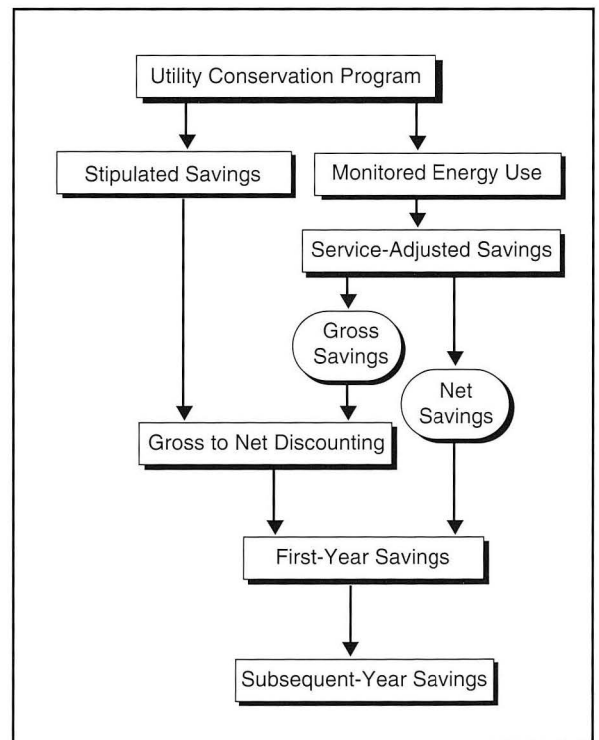 Utility Conservation Program
Stipulated Savings
Monitored Energy Use
Service-Adjusted Savings
Gross
Savings
Net
Savings
Gross to Net Discounting
First-Year Savings
Subsequent-Year Savings